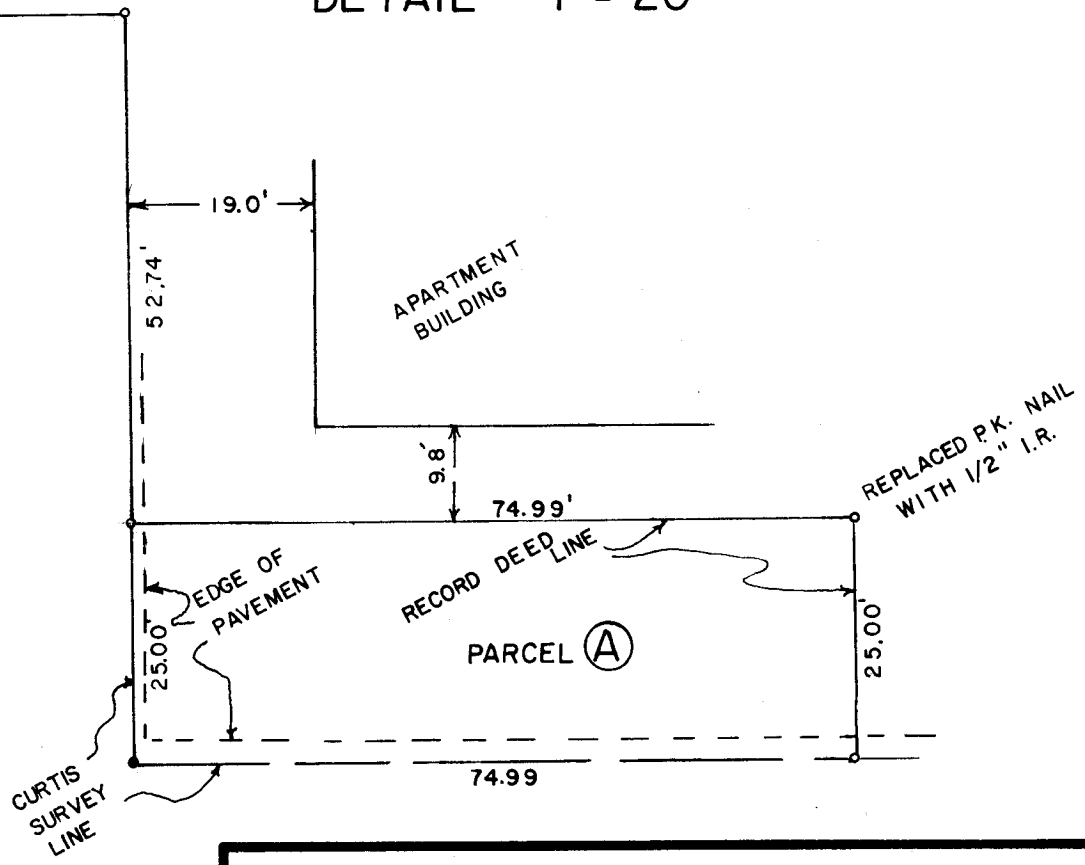 DETAIL 1" = 20'
19.0'
52.74'
APARTMENT
BUILDING
9.8'
74.99'
REPLACED P.K. NAIL
WITH 1/2" I.R.
RECORD DEED LINE
EDGE OF
PAVEMENT
25.00'
PARCEL A
25.00'
74.99
CURTIS
SURVEY
LINE